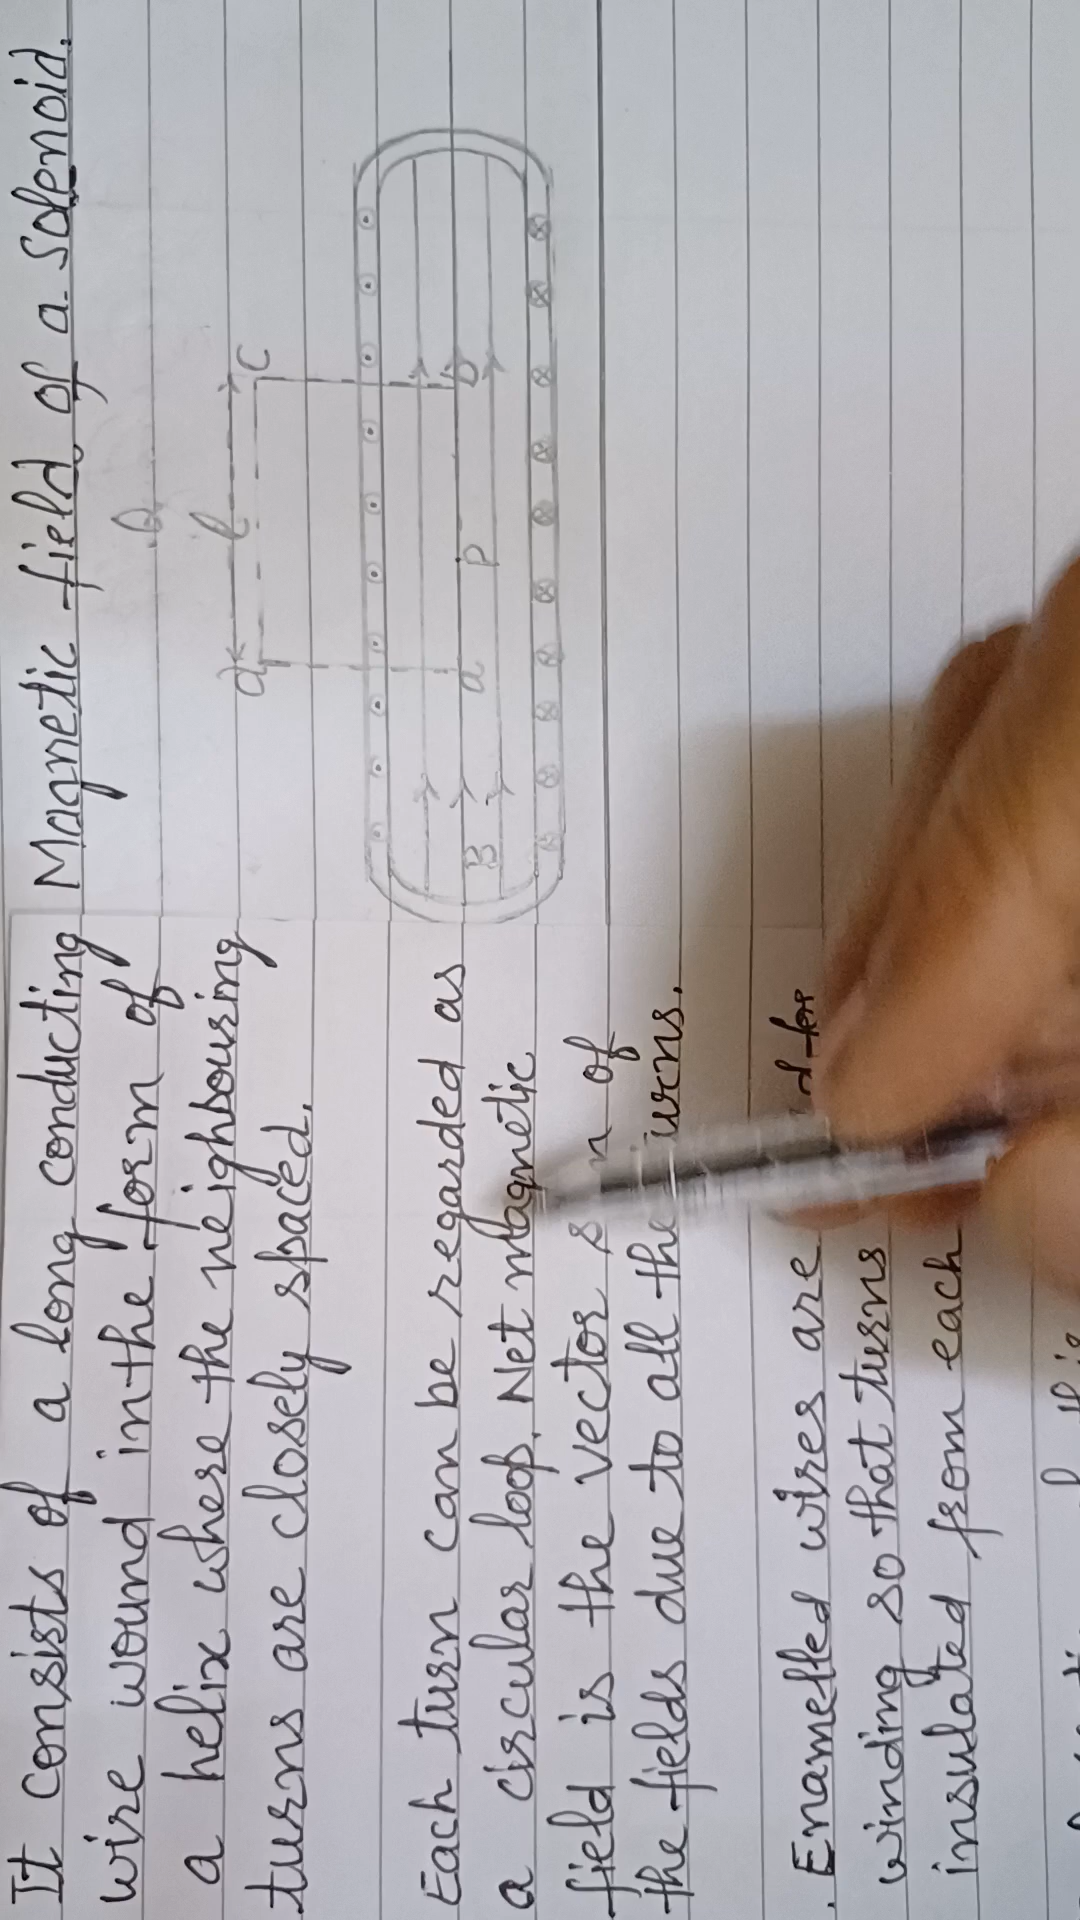 It consists of a long conducting
wire wound in the form of
a helix where the neighbouring
turns are closely spaced.
Each turn can be regarded as
a circular loop. Net magnetic
field is the vector of
the fields due to all the turns.
. Enamelled wires are for
winding so that turns
insulated from each
Magnetic field of a solenoid.
h
d l c
a P b
B